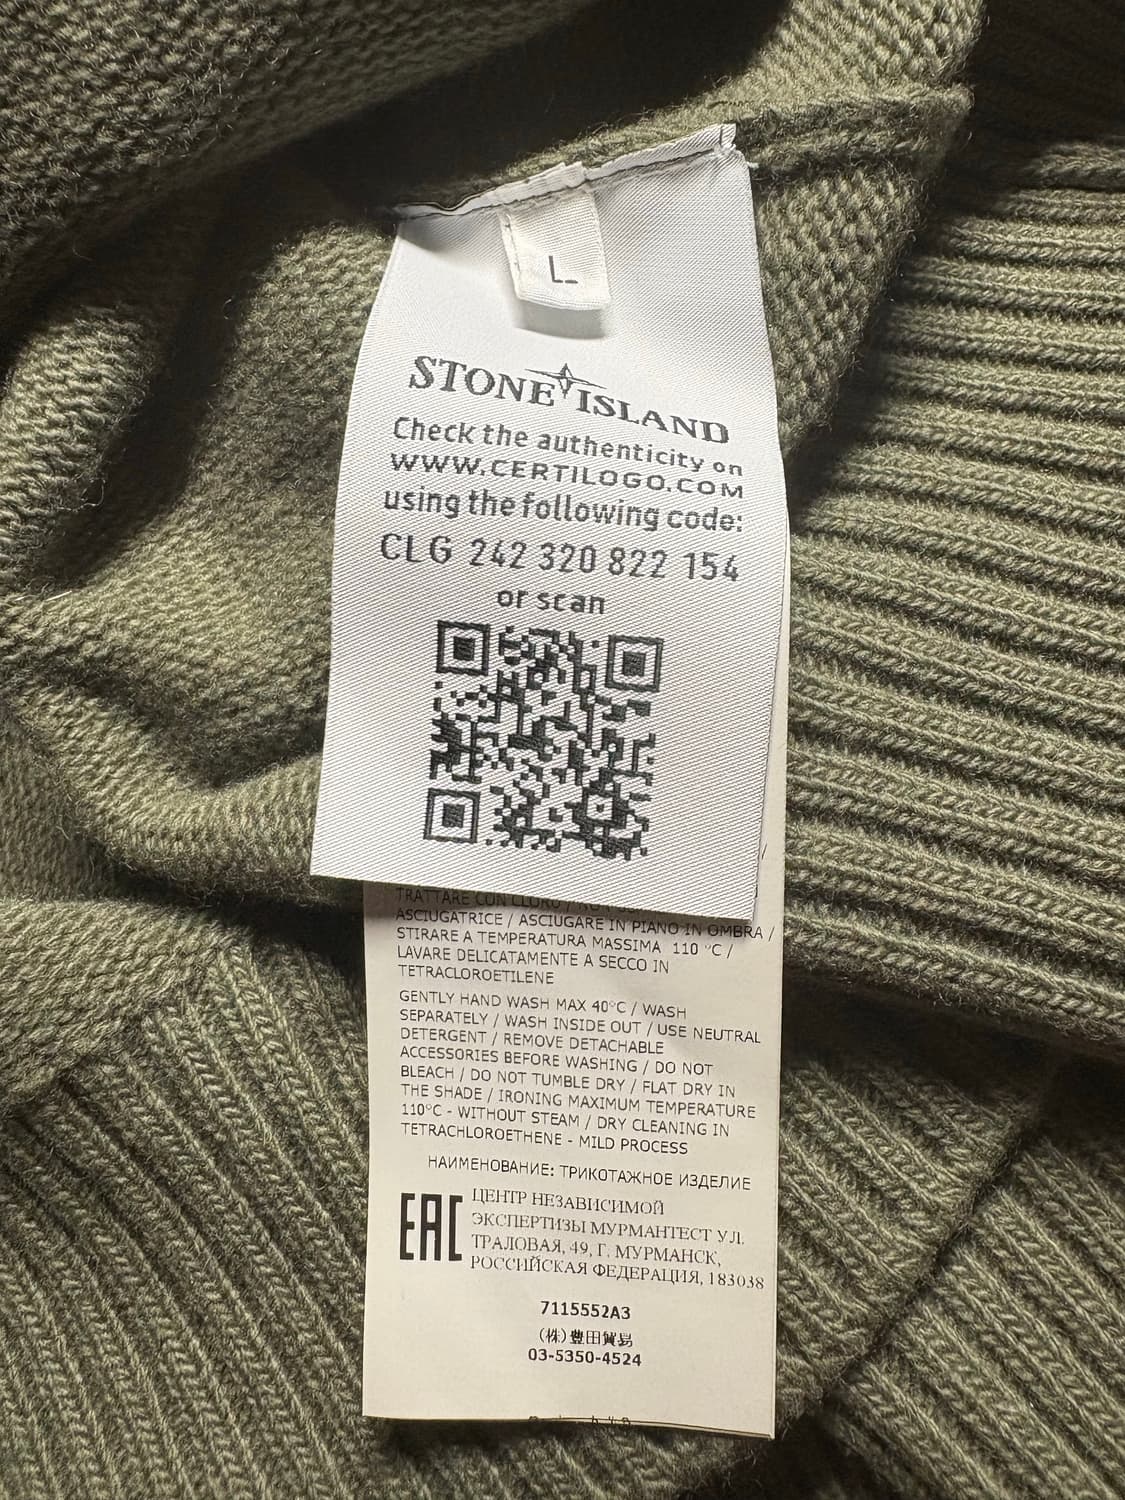 L
STONE ISLAND
Check the authenticity on
WWW.CERTILOGO.COM
using the following code:
CLG 242 320 822 154
or scan
TRATTARE CON CLORO / NON
ASCIUGATRICE / ASCIUGARE IN PIANO IN OMBRA /
STIRARE A TEMPERATURA MASSIMA 110 °C /
LAVARE DELICATAMENTE A SECCO IN
TETRACLOROETILENE
GENTLY HAND WASH MAX 40°C / WASH
SEPARATELY / WASH INSIDE OUT / USE NEUTRAL
DETERGENT / REMOVE DETACHABLE
ACCESSORIES BEFORE WASHING / DO NOT
BLEACH / DO NOT TUMBLE DRY / FLAT DRY IN
THE SHADE / IRONING MAXIMUM TEMPERATURE
110°C - WITHOUT STEAM / DRY CLEANING IN
TETRACHLOROETHENE - MILD PROCESS
НАИМЕНОВАНИЕ: ТРИКОТАЖНОЕ ИЗДЕЛИЕ
EAC
ЦЕНТР НЕЗАВИСИМОЙ
ЭКСПЕРТИЗЫ МУРМАНТЕСТ УЛ.
ТРАЛОВАЯ, 49, Г. МУРМАНСК,
РОССИЙСКАЯ ФЕДЕРАЦИЯ, 183038
7115552A3
(株)豊田貿易
03-5350-4524